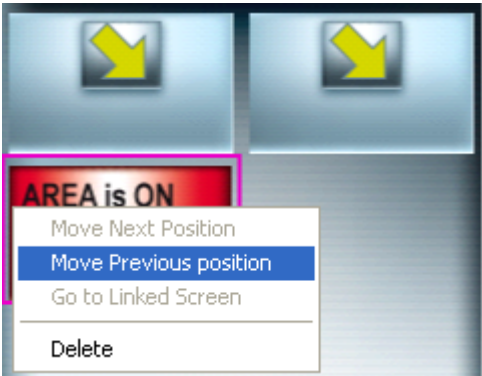 AREA is ON
Move Next Position
Move Previous position
Go to Linked Screen
Delete